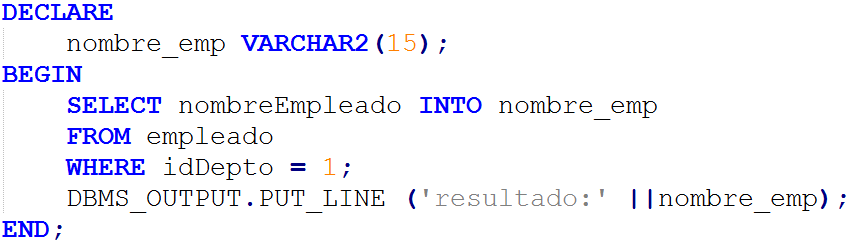 DECLARE
nombre_emp VARCHAR2(15);
BEGIN
SELECT nombreEmpleado INTO nombre_emp
FROM empleado
WHERE idDepto = 1;
DBMS_OUTPUT.PUT_LINE ('resultado:' ||nombre_emp);
END;